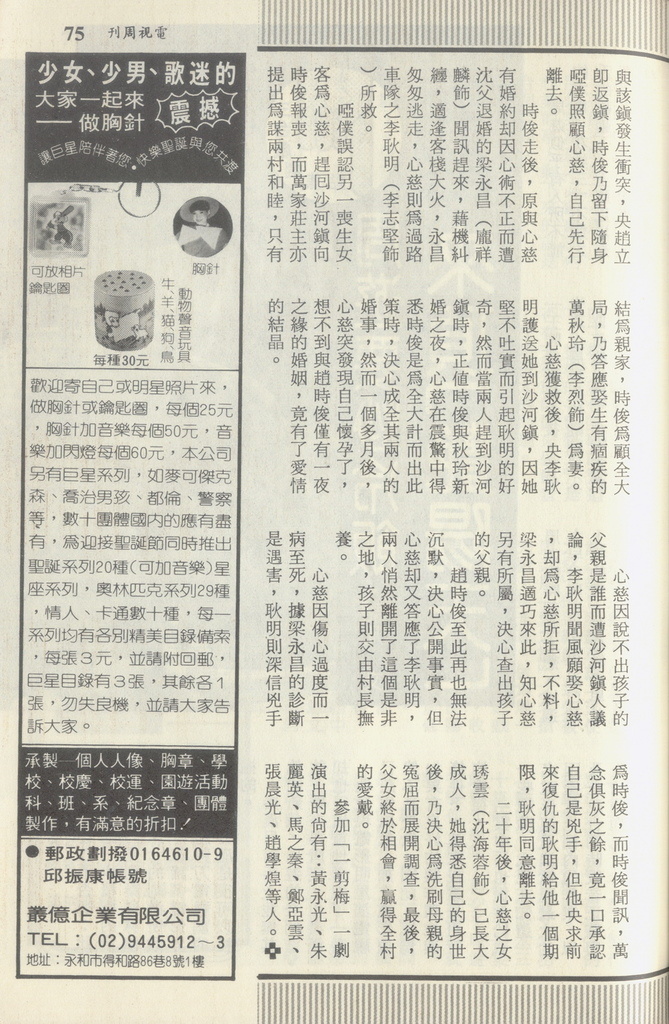 75
電視周刊
與該鎮發生衝突，央趙立
卽返鎮，時俊乃留下隨身
啞僕照顧心慈，自己先行
離去。
時俊走後，原與心慈
有婚約却因心術不正而遭
沈父退婚的梁永昌（龐祥
麟飾）聞訊趕來，藉機糾
纏，適逢客棧大火，永昌
匆匆逃走，心慈則爲過路
車隊之李耿明（李志堅飾
）所救。
啞僕誤認另一喪生女
客爲心慈，趕囘沙河鎮向
時俊報喪，而萬家莊主亦
提出爲謀兩村和睦，只有
結爲親家，時俊爲顧全大
局，乃答應娶生有痼疾的
萬秋玲（李烈飾）爲妻。
心慈獲救後，央李耿
明護送她到沙河鎮，因她
堅不吐實而引起耿明的好
奇，然而當兩人趕到沙河
鎮時，正值時俊與秋玲新
婚之夜，心慈在震驚中得
悉時俊是爲全大計而出此
策時，決心成全其兩人的
婚事，然而一個多月後，
心慈突發現自己懷孕了，
想不到與趙時俊僅有一夜
之緣的婚姻，竟有了愛情
的結晶。
心慈因說不出孩子的
父親是誰而遭沙河鎮人議
論，李耿明聞風願娶心慈
，却爲心慈所拒，不料，
梁永昌適巧來此，知心慈
另有所屬，決心查出孩子
的父親。
趙時俊至此再也無法
沉默，決心公開事實，但
心慈却又答應了李耿明，
兩人悄然離開了這個是非
之地，孩子則交由村長撫
養。
心慈因傷心過度而一
病至死，據梁永昌的診斷
是遇害，耿明則深信兇手
爲時俊，而時俊聞訊，萬
念俱灰之餘，竟一口承認
自己是兇手，但他央求前
來復仇的耿明給他一個期
限，耿明同意離去。
二十年後，心慈之女
琇雲（沈海蓉飾）已長大
成人，她得悉自己的身世
後，乃決心爲洗刷母親的
寃屈而展開調查，最後，
父女終於相會，贏得全村
的愛戴。
參加「一剪梅」一劇
演出的尙有：黃永光、朱
麗英、馬之秦、鄭亞雲、
張晨光、趙學煌等人。
少女、少男、歌迷的
大家一起來
——做胸針
震撼
讓巨星陪伴著您，快樂聖誕與您共認
可放相片
鑰匙圈
胸針
動物聲音玩具
牛、羊、貓、狗、鳥
每種30元
歡迎寄自己或明星照片來，
做胸針或鑰匙圈，每個25元
，胸針加音樂每個50元，音
樂加閃燈每個60元，本公司
另有巨星系列，如麥可傑克
森、喬治男孩、都倫、警察
等，數十團體國內的應有盡
有，爲迎接聖誕節同時推出
聖誕系列20種（可加音樂）星
座系列，奧林匹克系列29種
，情人、卡通數十種，每一
系列均有各別精美目錄備索
，每張3元，並請附回郵，
巨星目錄有3張，其餘各1
張，勿失良機，並請大家告
訴大家。
承製—個人人像、胸章、學
校、校慶、校運、園遊活動
科、班、系、紀念章、團體
製作，有滿意的折扣！
●郵政劃撥0164610-9
邱振康帳號
叢億企業有限公司
TEL：(02)9445912～3
地址：永和市得和路86巷8號1樓